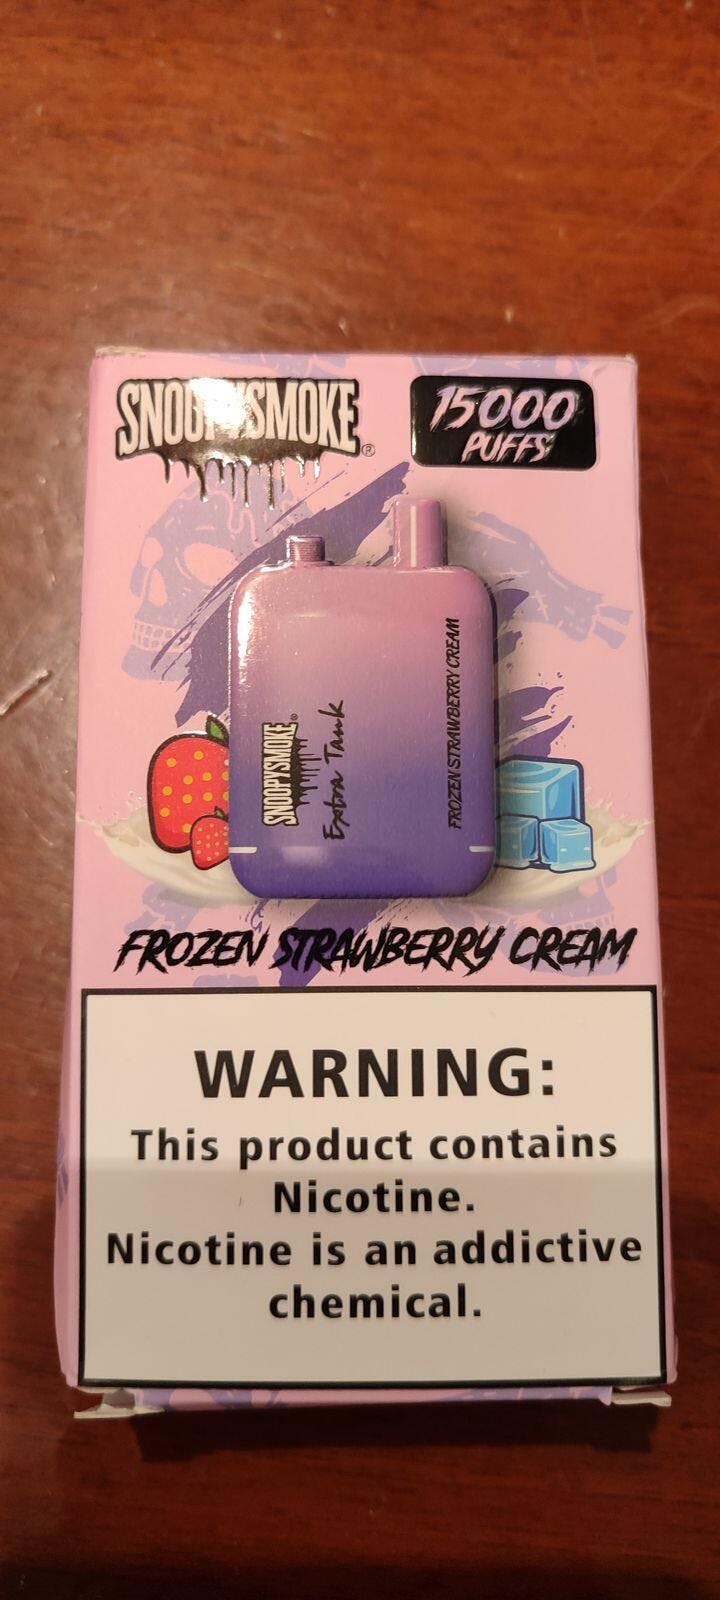 SNOOPYSMOKE®
15000
PUFFS
SNOOPYSMOKE®
Extra Tank
FROZEN STRAWBERRY CREAM
FROZEN STRAWBERRY CREAM
WARNING:
This product contains
Nicotine.
Nicotine is an addictive
chemical.